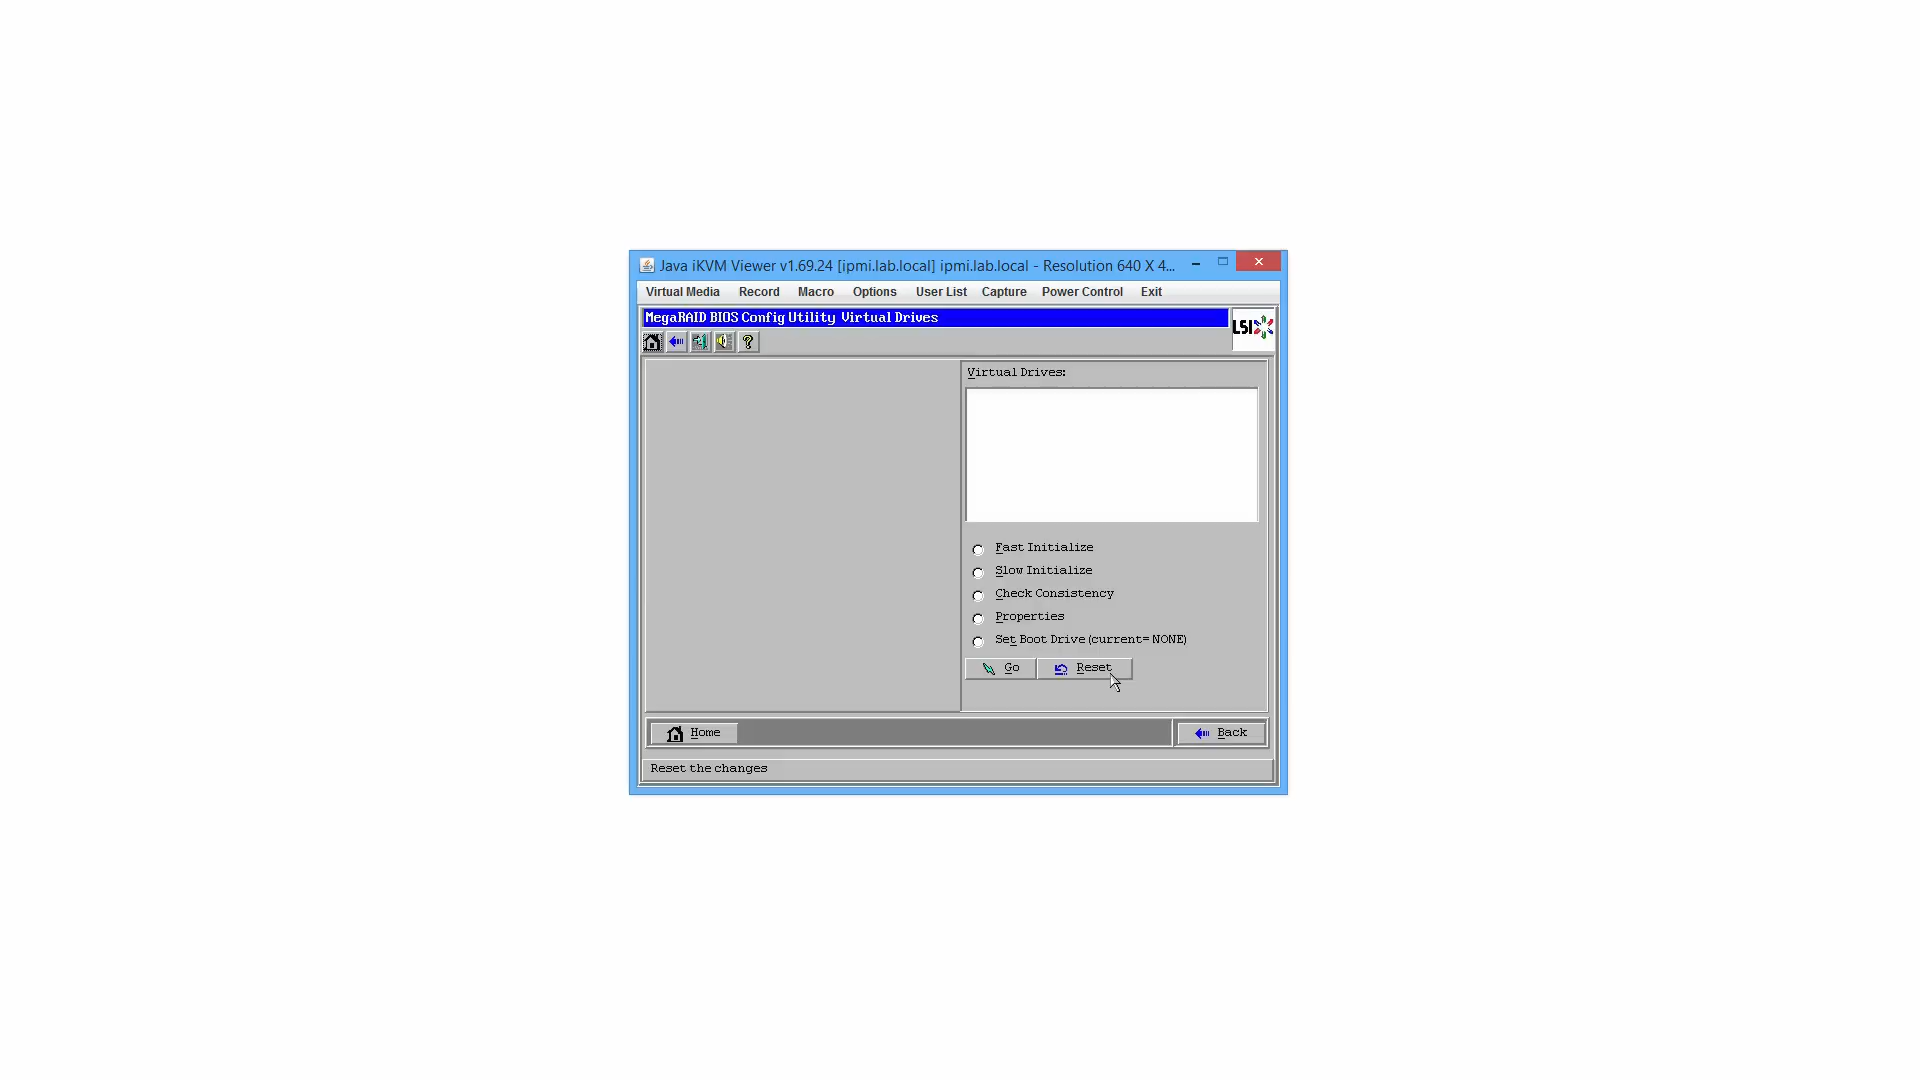 Java iKVM Viewer v1.69.24 [ipmi.lab.local] ipmi.lab.local - Resolution 640 X 4...
Virtual Media Record Macro Options User List Capture Power Control Exit
MegaRAID BIOS Config Utility Virtual Drives
LSI
Virtual Drives:
Fast Initialize
Slow Initialize
Check Consistency
Properties
Set Boot Drive (current= NONE)
Go Reset
Home Back
Reset the changes